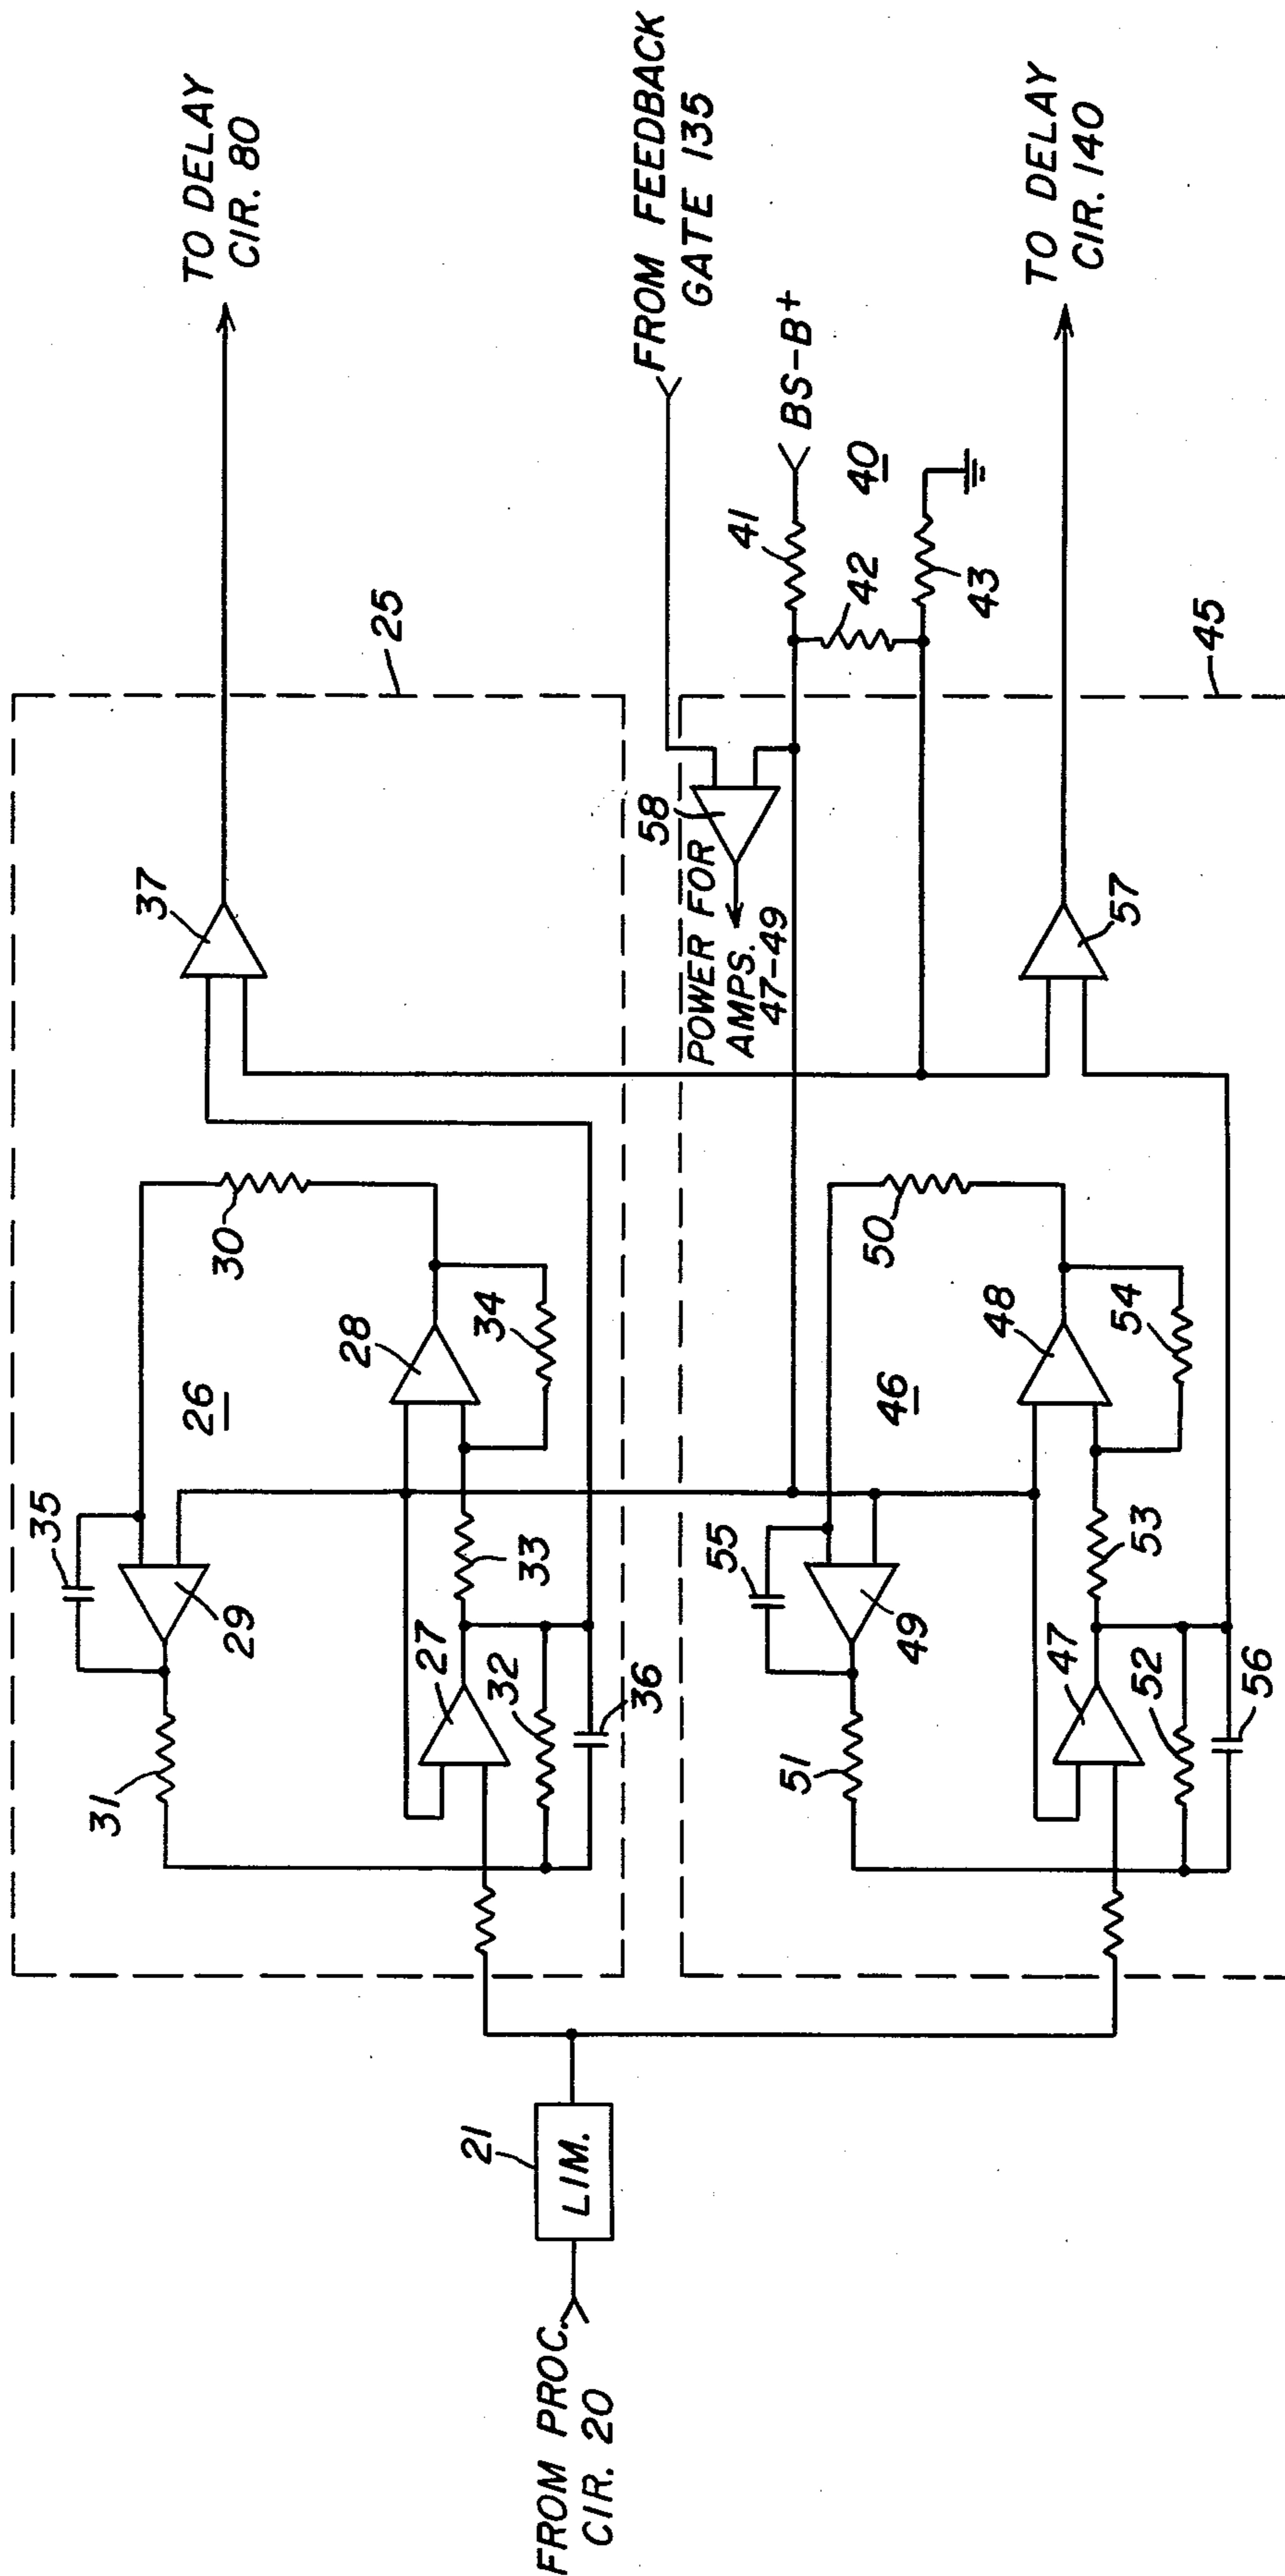 FROM PROC.
CIR. 20
21
LIM.
25
26
27
28
29
30
31
32
33
34
35
36
37
TO DELAY
CIR. 80
FROM FEEDBACK
GATE 135
BS-B+
40
41
42
43
45
46
47
48
49
50
51
52
53
54
55
56
57
58
POWER FOR
AMPS.
47-49
TO DELAY
CIR. 140